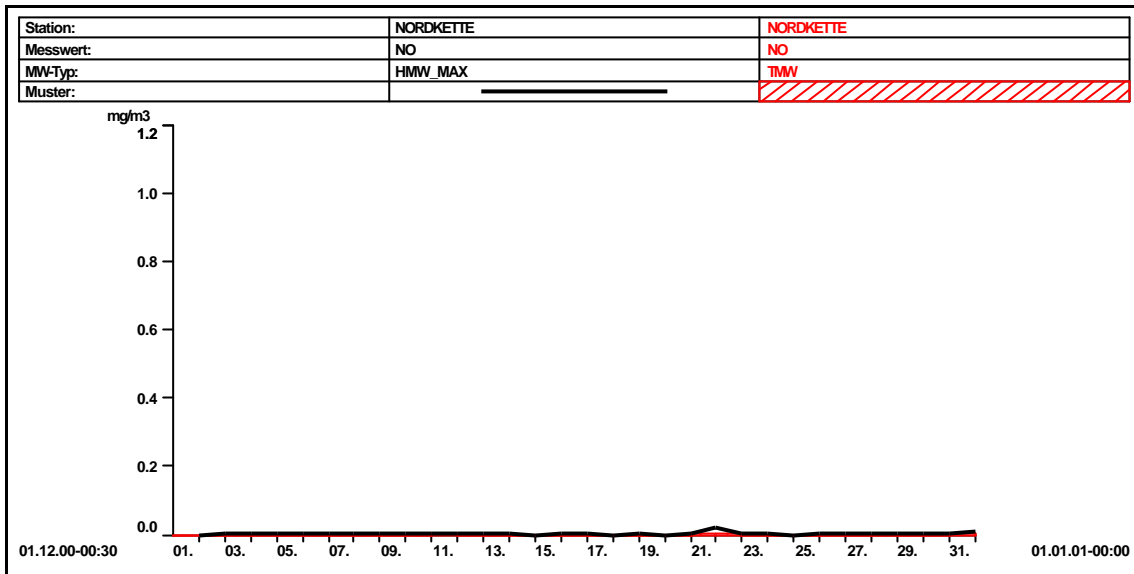 Station: NORDKETTE NORDKETTE
Messwert: NO NO
MW-Typ: HMW_MAX TMW
Muster:
mg/m3
1.2
1.0
0.8
0.6
0.4
0.2
0.0
01.12.00-00:30 01. 03. 05. 07. 09. 11. 13. 15. 17. 19. 21. 23. 25. 27. 29. 31. 01.01.01-00:00